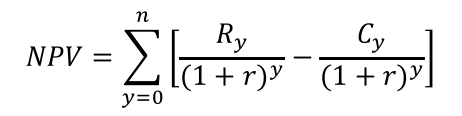 NPV = \sum_{y=0}^{n} \left[ \frac{R_y}{(1+r)^y} - \frac{C_y}{(1+r)^y} \right]